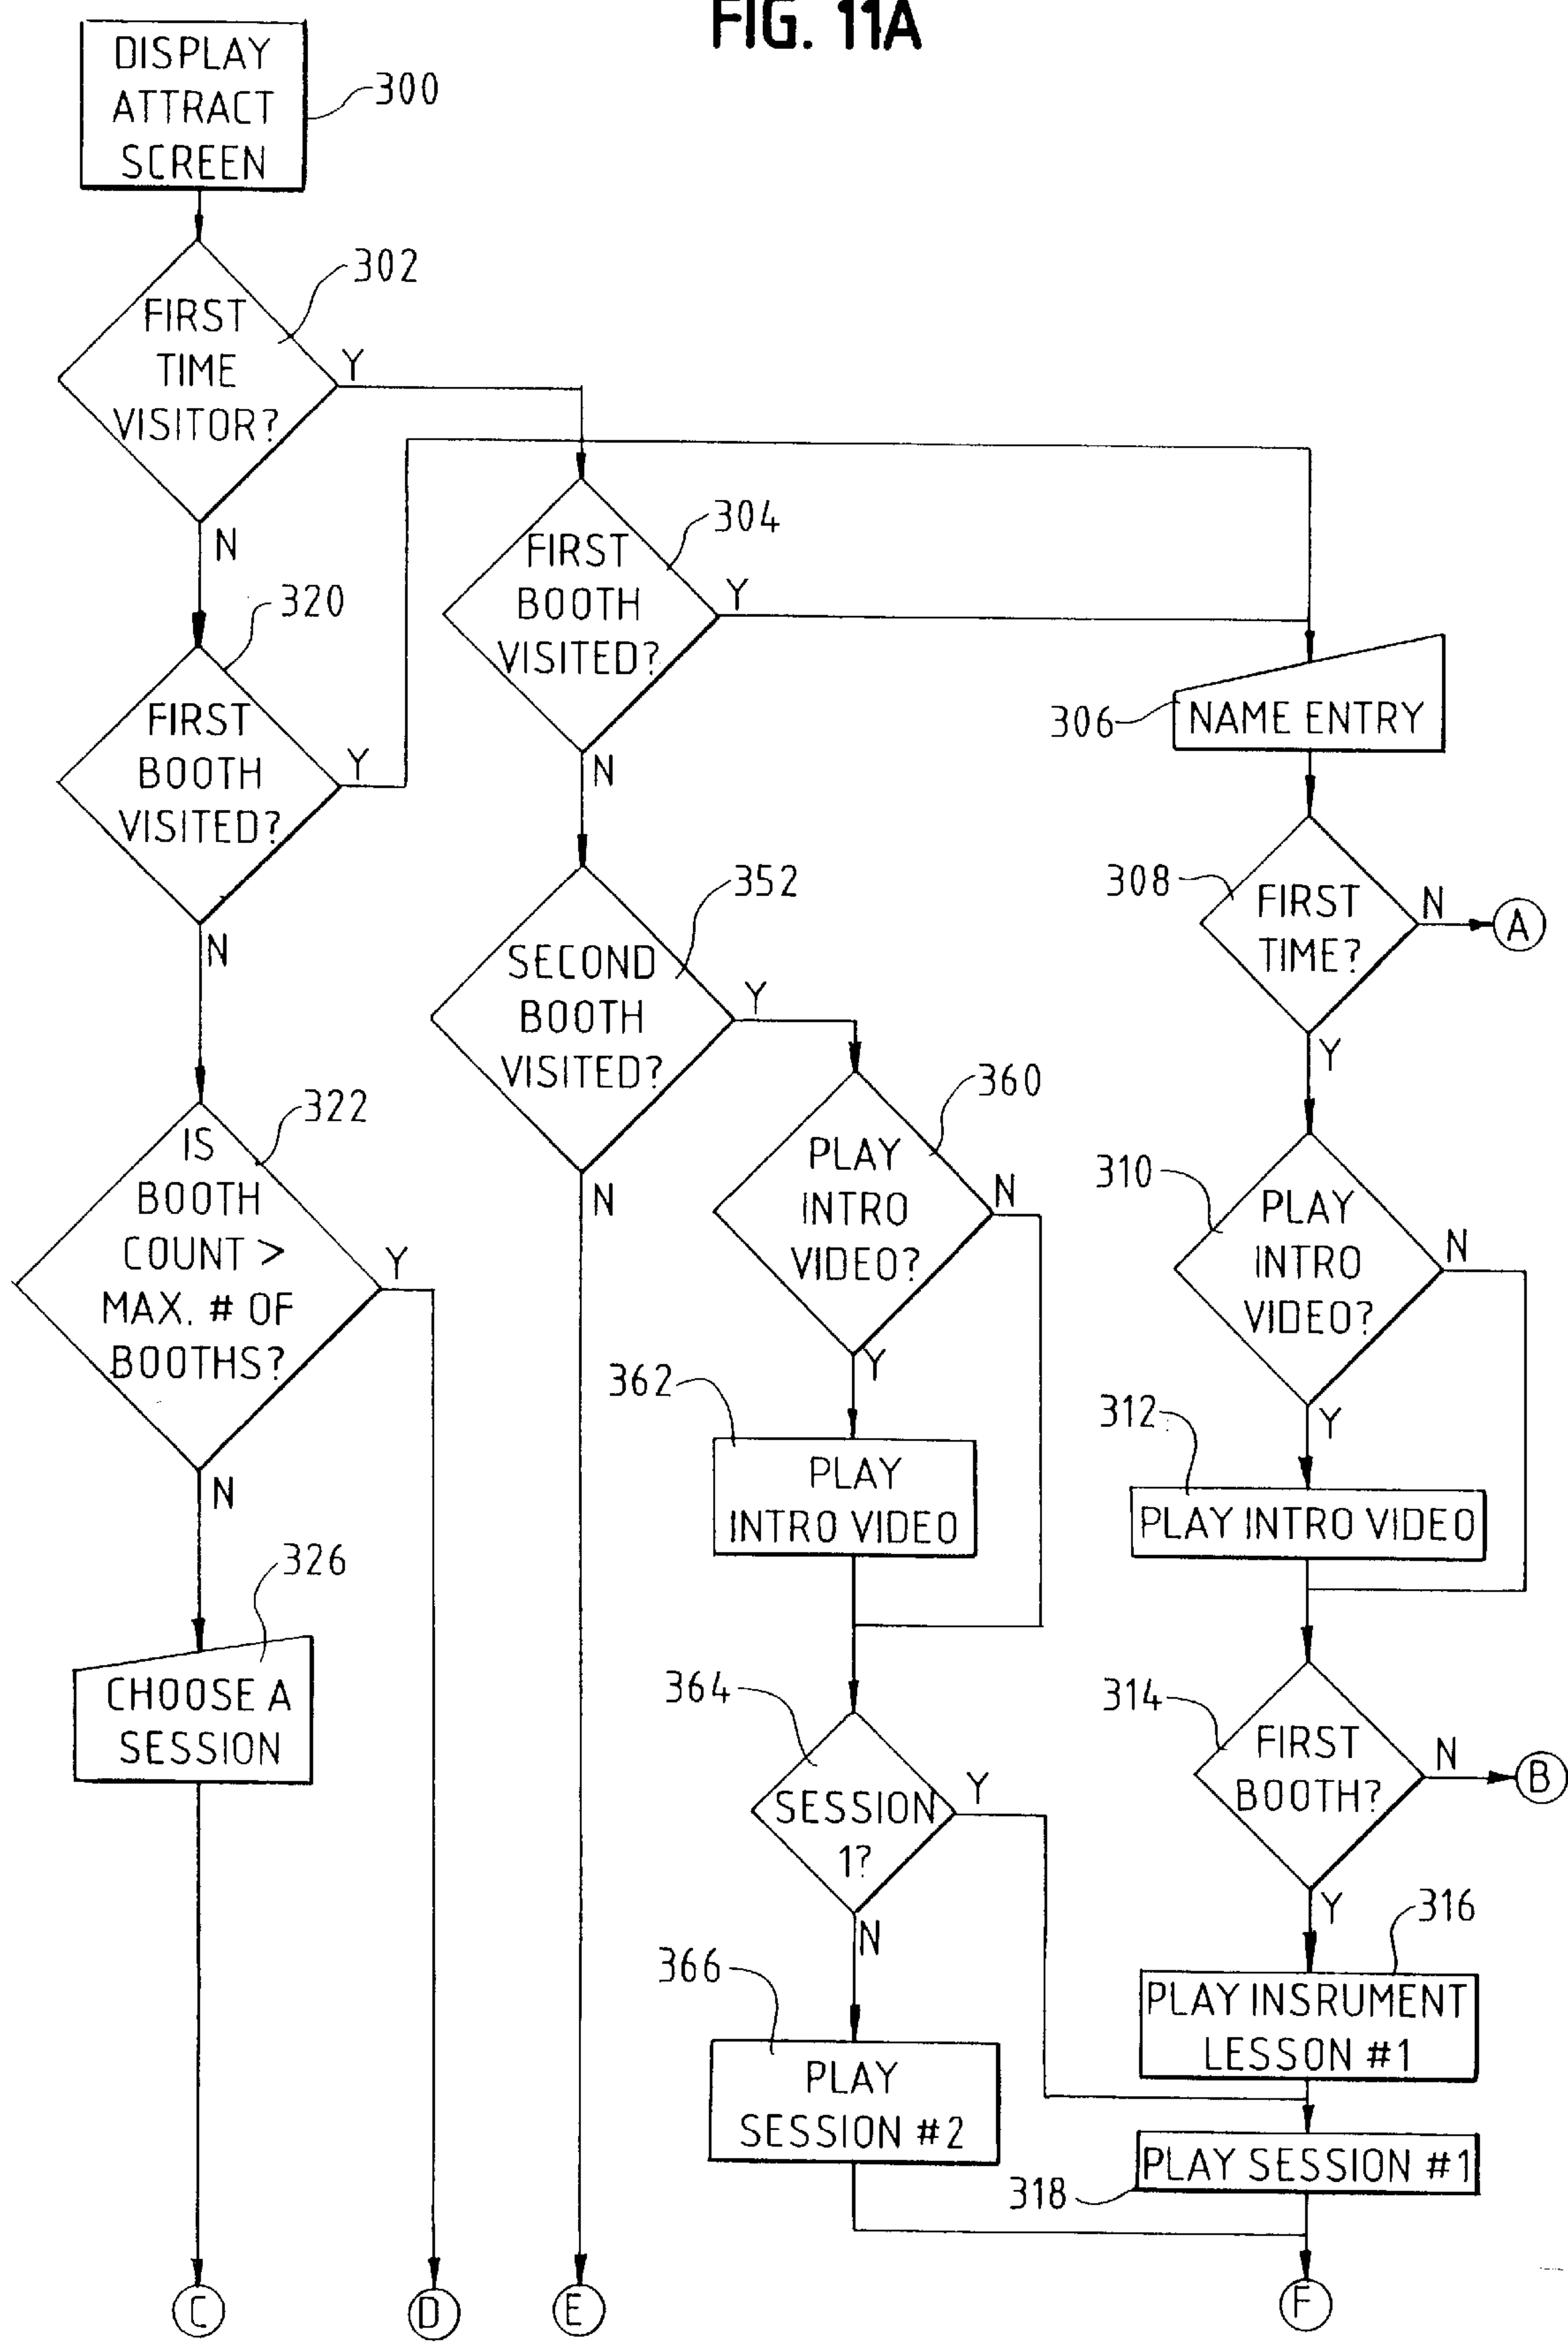 FIG. 11A
DISPLAY
ATTRACT
SCREEN
300
302
FIRST
TIME
VISITOR?
Y
N
304
FIRST
BOOTH
VISITED?
Y
N
320
FIRST
BOOTH
VISITED?
Y
N
306
NAME ENTRY
308
FIRST
TIME?
N
A
Y
352
SECOND
BOOTH
VISITED?
Y
N
322
IS
BOOTH
COUNT >
MAX. # OF
BOOTHS?
Y
N
360
PLAY
INTRO
VIDEO?
N
Y
310
PLAY
INTRO
VIDEO?
N
Y
362
PLAY
INTRO VIDEO
312
PLAY INTRO VIDEO
326
CHOOSE A
SESSION
364
SESSION
1?
Y
N
314
FIRST
BOOTH?
N
B
Y
366
PLAY
SESSION #2
316
PLAY INSRUMENT
LESSON #1
318
PLAY SESSION #1
C
D
E
F